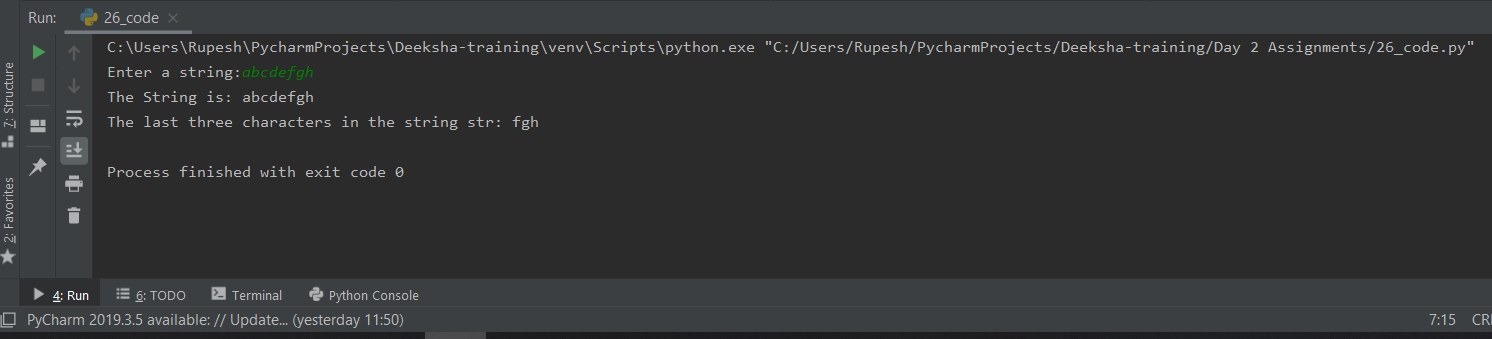 Run: 26_code
C:\Users\Rupesh\PycharmProjects\Deeksha-training\venv\Scripts\python.exe "C:/Users/Rupesh/PycharmProjects/Deeksha-training/Day 2 Assignments/26_code.py"
Enter a string:abcdefgh
The String is: abcdefgh
The last three characters in the string str: fgh
Process finished with exit code 0
7: Structure
2: Favorites
4: Run 6: TODO Terminal Python Console
PyCharm 2019.3.5 available: // Update... (yesterday 11:50) 7:15